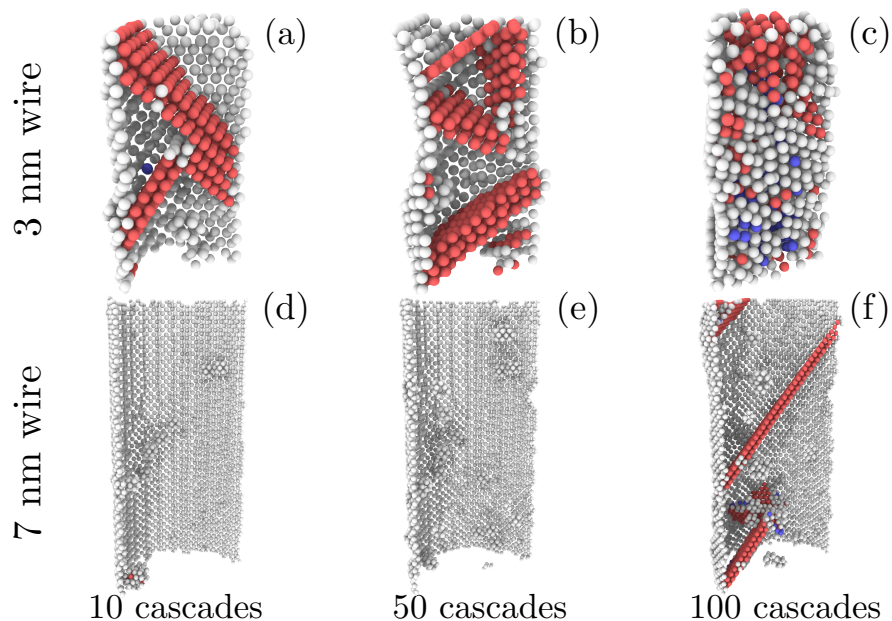 (a)
(b)
(c)
3 nm wire
(d)
(e)
(f)
7 nm wire
10 cascades
50 cascades
100 cascades